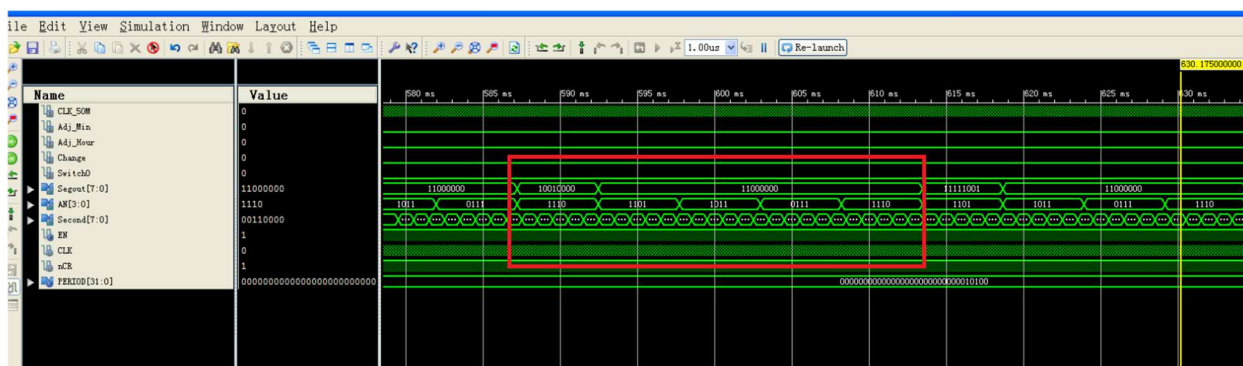 ile Edit View Simulation Window Layout Help
1.00us Re-launch
630.175000000
Name Value
580 ms 585 ms 590 ms 595 ms 600 ms 605 ms 610 ms 615 ms 620 ms 625 ms 630 ms
CLK_50M 0
Adj_Min 0
Adj_Hour 0
Change 0
Switch0 0
Segout[7:0] 11000000 11000000 10010000 11000000 11111001 11000000
AN[3:0] 1110 1011 0111 1110 1101 1011 0111 1110 1101 1011 0111 1110
Second[7:0] 00110000
EN 1
CLK 0
nCR 1
PERIOD[31:0]